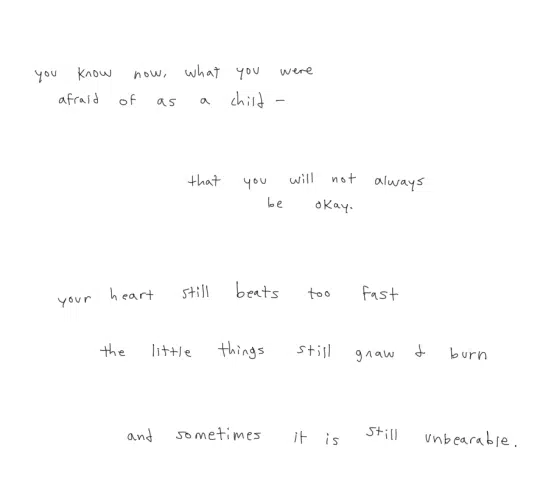 you know now, what you were
afraid of as a child –
that you will not always
be okay.
your heart still beats too fast
the little things still gnaw & burn
and sometimes it is still unbearable.